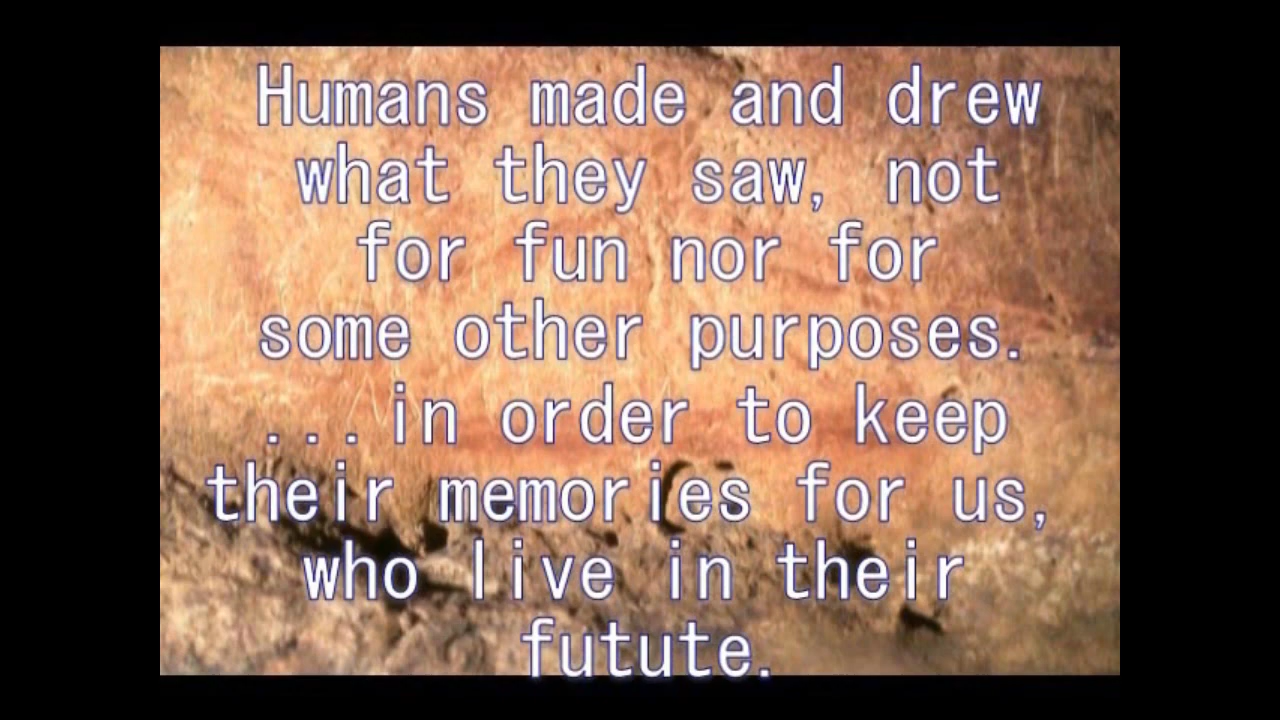 Humans made and drew
what they saw, not
for fun nor for
some other purposes.
...in order to keep
their memories for us,
who live in their
futute.